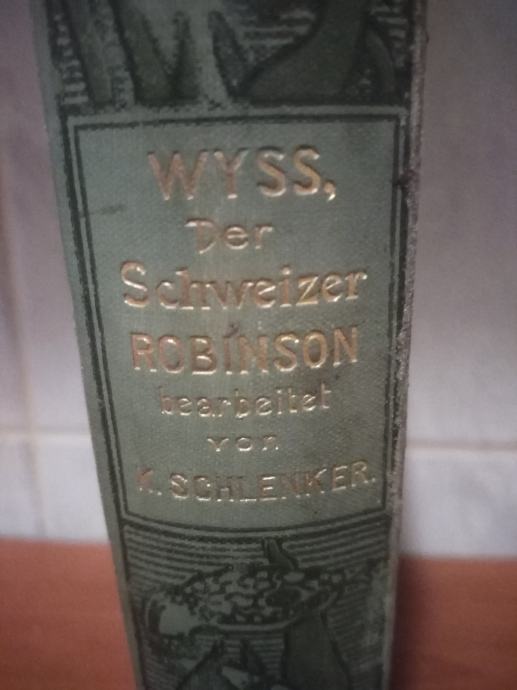 WYSS,
Der
Schweizer
ROBINSON
bearbeitet
von
K. SCHLENKER.